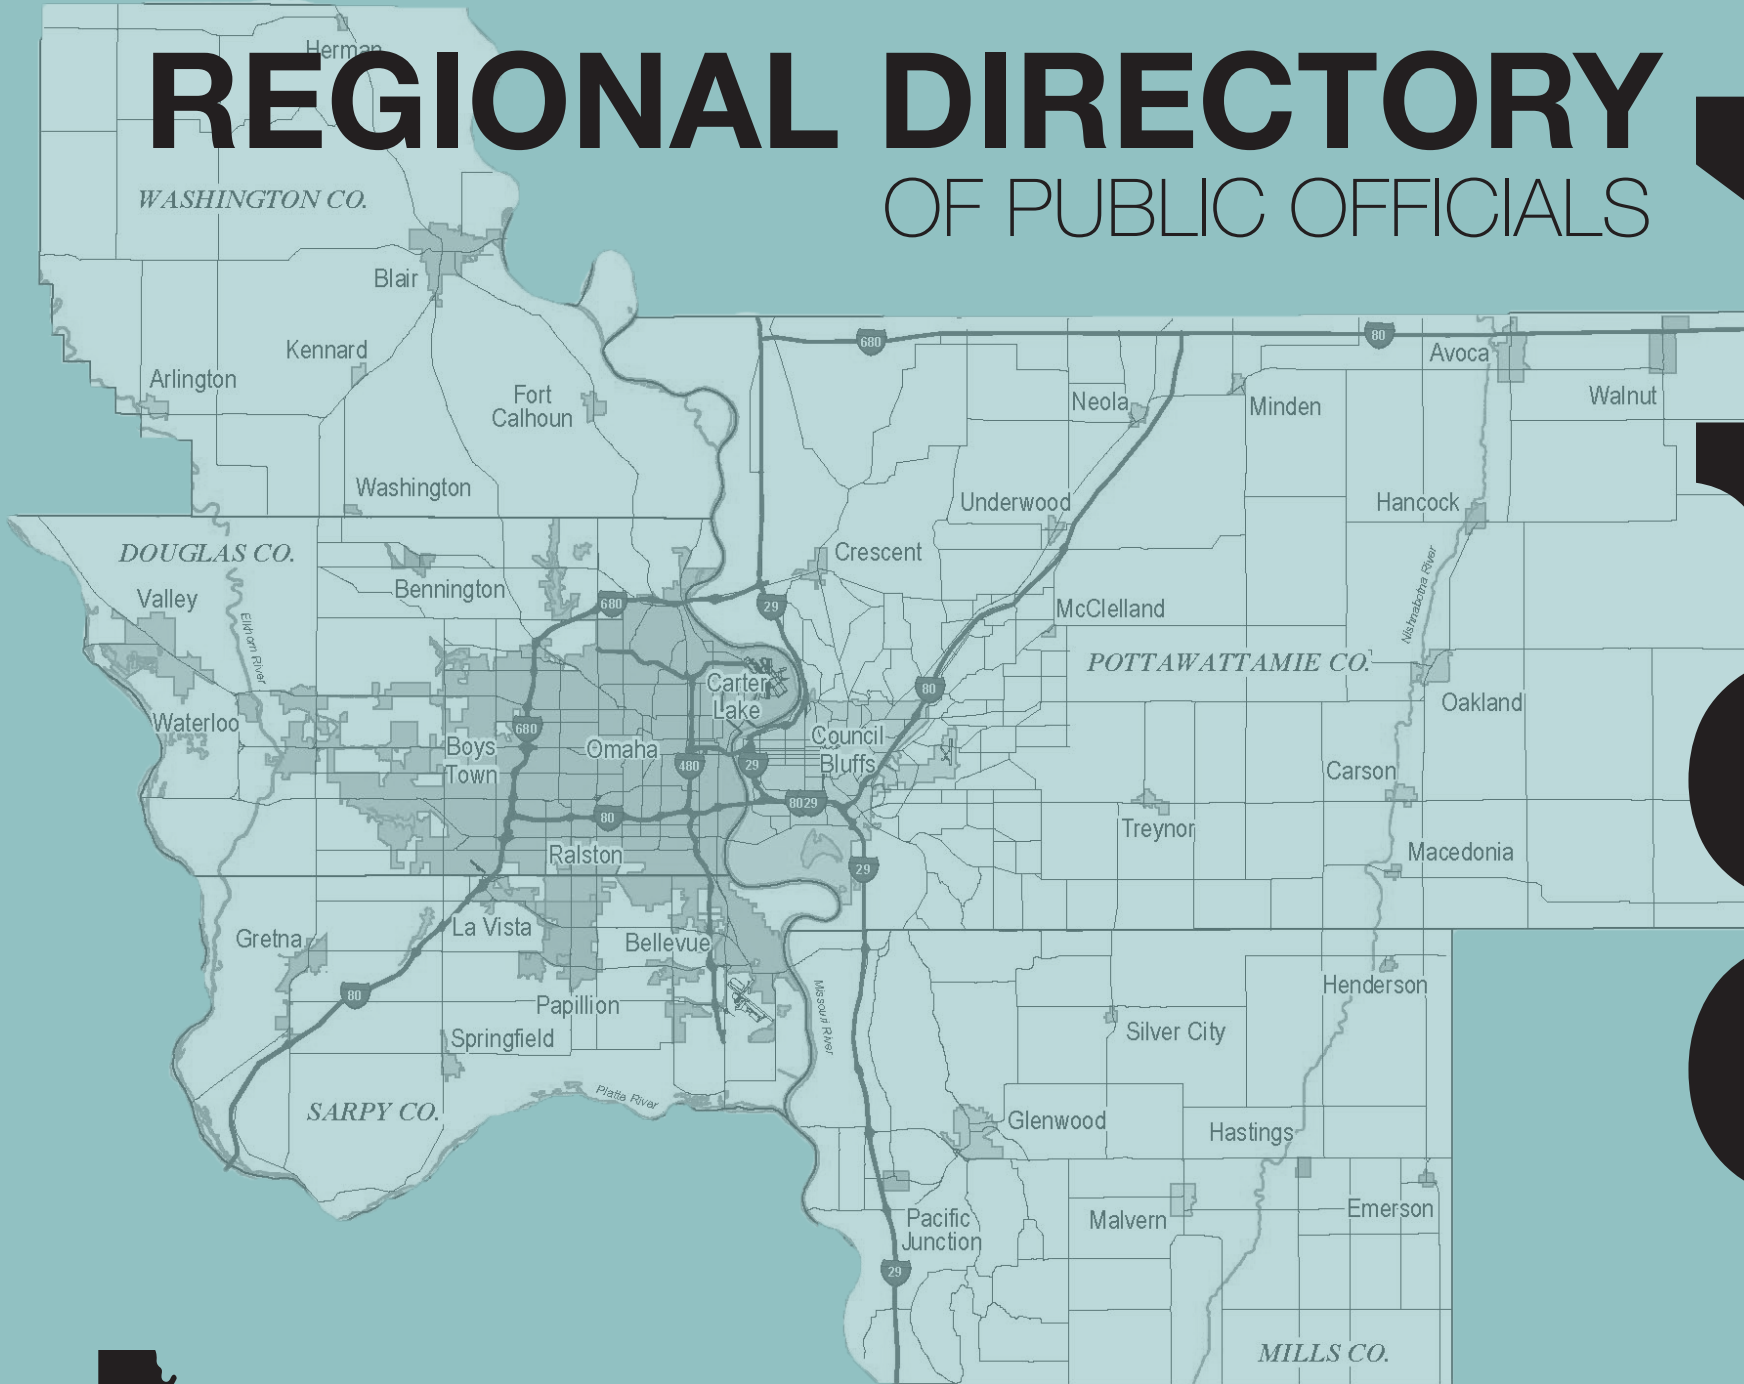 Herman
REGIONAL DIRECTORY
OF PUBLIC OFFICIALS
WASHINGTON CO.
Blair
Kennard
Arlington
Fort
Calhoun
Washington
680
80
Avoca
Walnut
Neola
Minden
Underwood
Hancock
Crescent
Nishnabotna River
McClelland
DOUGLAS CO.
Valley
Bennington
Elkhorn River
680
29
POTTAWATTAMIE CO.
80
Oakland
Carter
Lake
Waterloo
680
Boys
Town
Omaha
480
29
Council
Bluffs
Carson
8029
80
Treynor
Ralston
29
Macedonia
La Vista
Gretna
Bellevue
80
Papillion
Springfield
Missouri River
Henderson
Silver City
Platte River
SARPY CO.
Glenwood
Hastings
Malvern
Emerson
Pacific
Junction
29
MILLS CO.